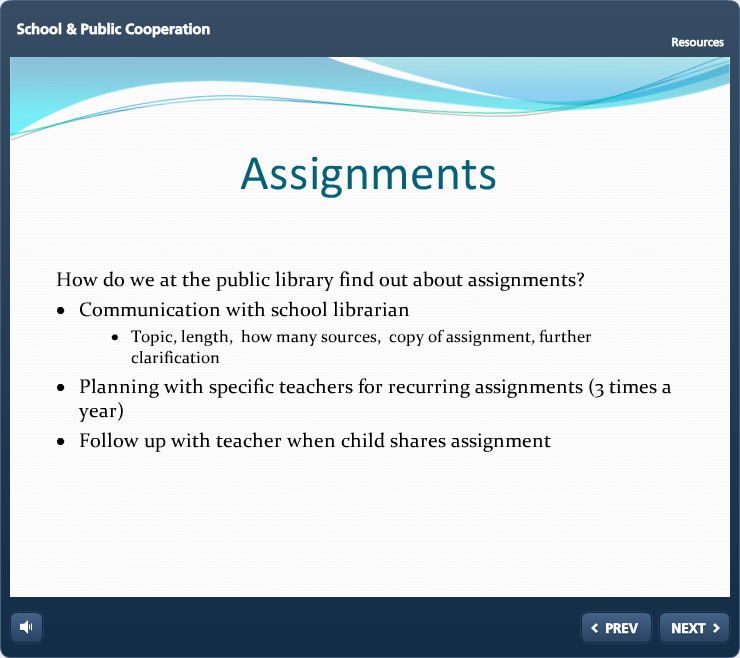 School & Public Cooperation
Resources
Assignments
How do we at the public library find out about assignments?
• Communication with school librarian
• Topic, length, how many sources, copy of assignment, further
clarification
• Planning with specific teachers for recurring assignments (3 times a
year)
• Follow up with teacher when child shares assignment
PREV
NEXT